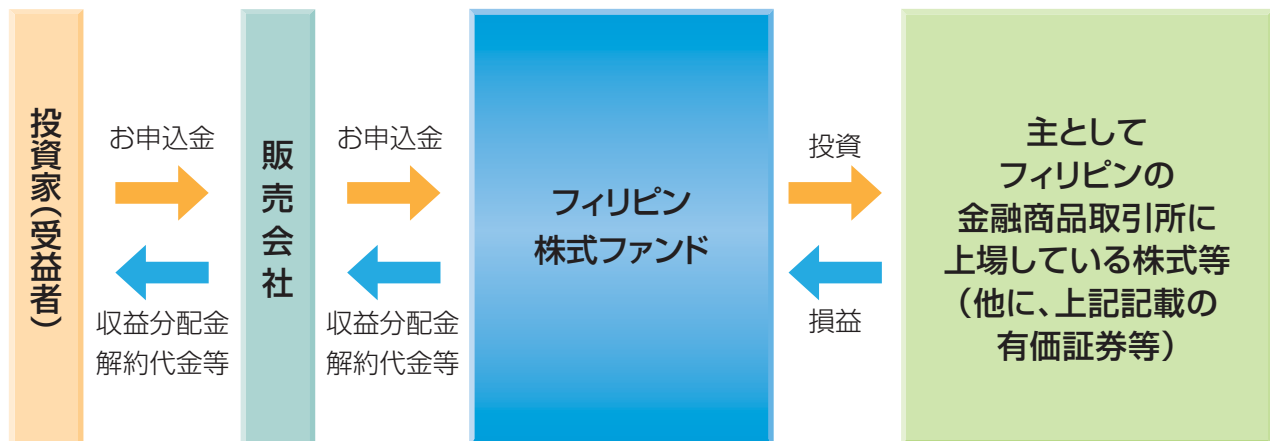 投資家（受益者）
お申込金
収益分配金
解約代金等
販売会社
お申込金
収益分配金
解約代金等
フィリピン
株式ファンド
投資
損益
主として
フィリピンの
金融商品取引所に
上場している株式等
（他に、上記記載の
有価証券等）